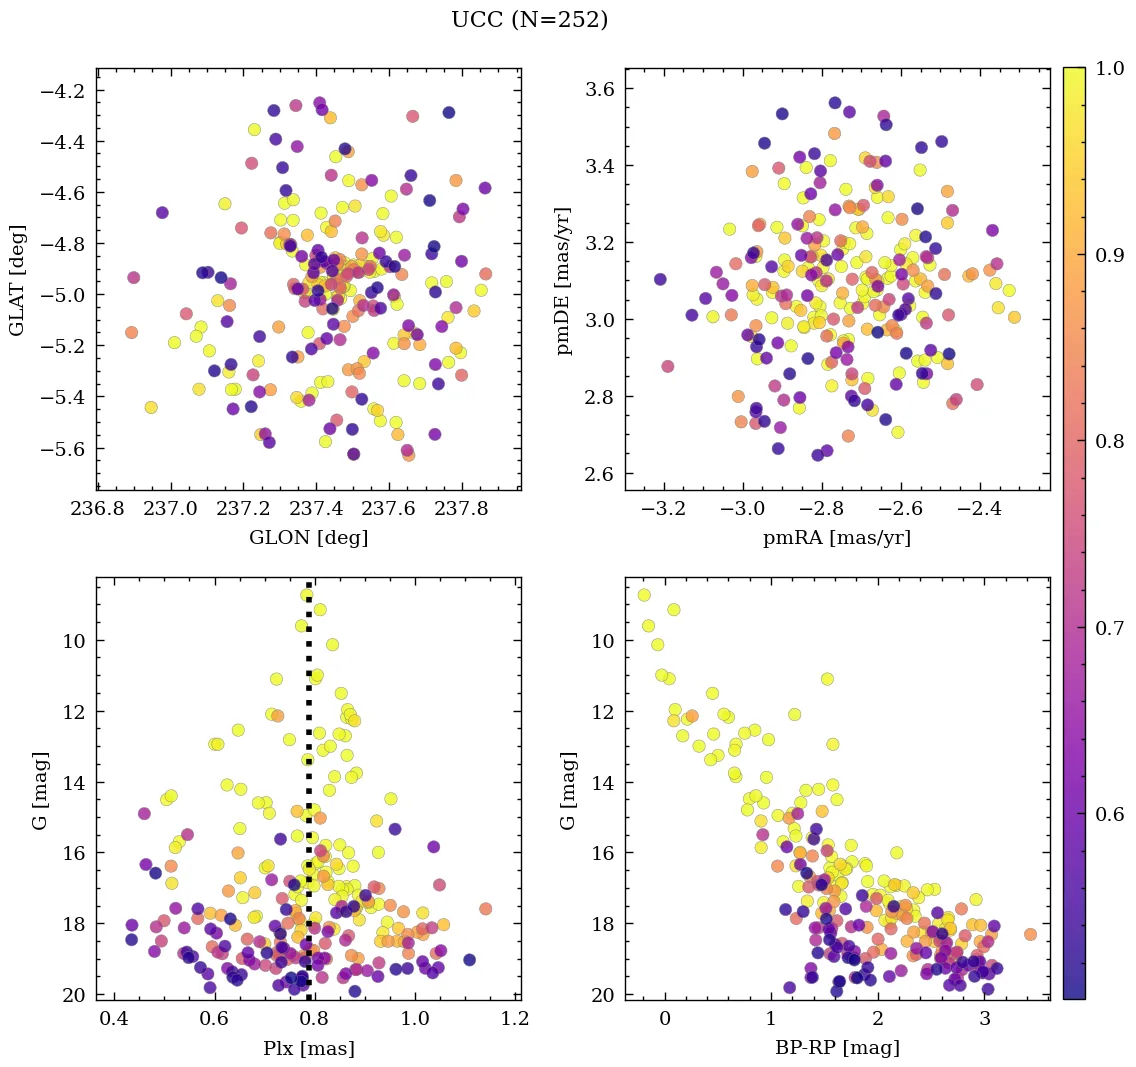 UCC (N=252)
−4.2
−4.4
−4.6
−4.8
−5.0
−5.2
−5.4
−5.6
GLAT [deg]
236.8 237.0 237.2 237.4 237.6 237.8
GLON [deg]
3.6
3.4
3.2
3.0
2.8
2.6
pmDE [mas/yr]
−3.2 −3.0 −2.8 −2.6 −2.4
pmRA [mas/yr]
1.0
0.9
0.8
0.7
0.6
10
12
14
16
18
20
G [mag]
0.4 0.6 0.8 1.0 1.2
Plx [mas]
10
12
14
16
18
20
G [mag]
0 1 2 3
BP-RP [mag]